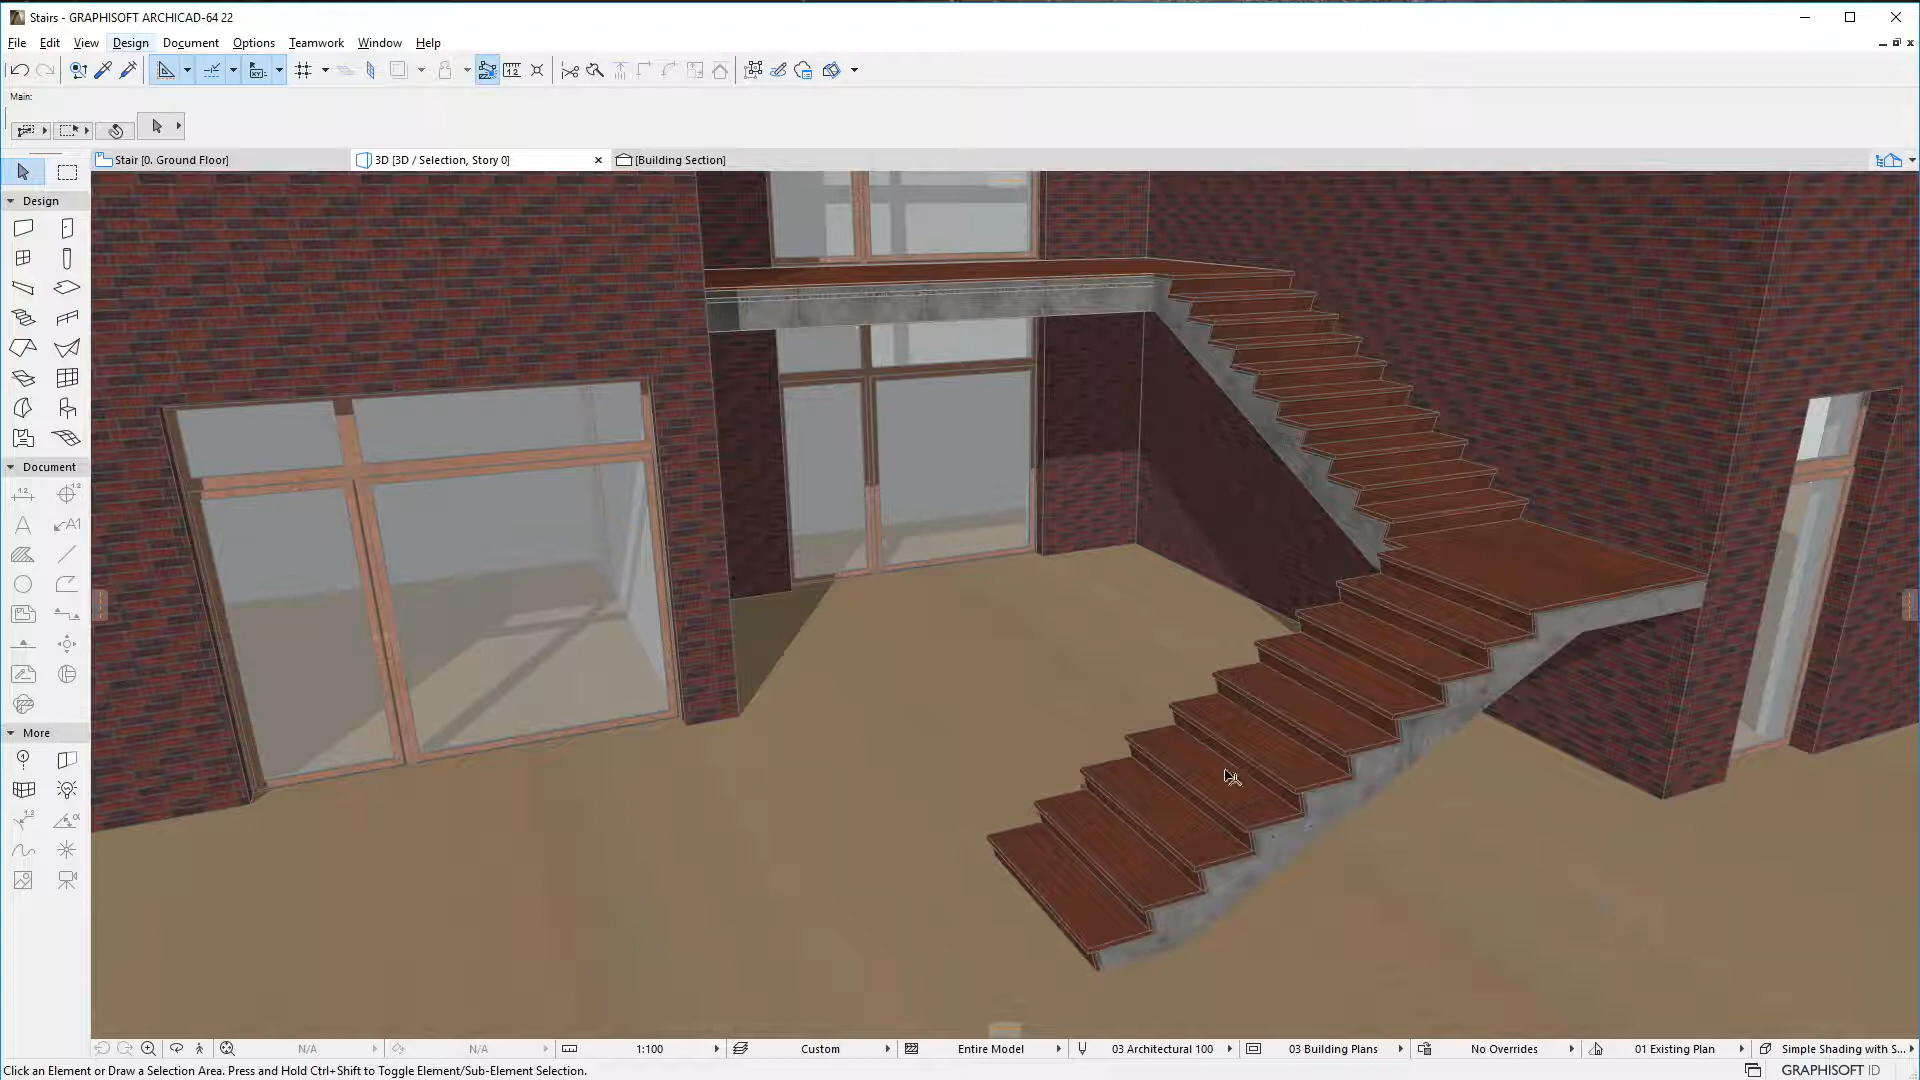 Stairs - GRAPHISOFT ARCHICAD-64 22
File Edit View Design Document Options Teamwork Window Help
Main:
Stair [0. Ground Floor] 3D [3D / Selection, Story 0] [Building Section]
Design
Document
More
N/A N/A 1:100 Custom Entire Model 03 Architectural 100 03 Building Plans No Overrides 01 Existing Plan Simple Shading with S...
Click an Element or Draw a Selection Area. Press and Hold Ctrl+Shift to Toggle Element/Sub-Element Selection. GRAPHISOFT ID